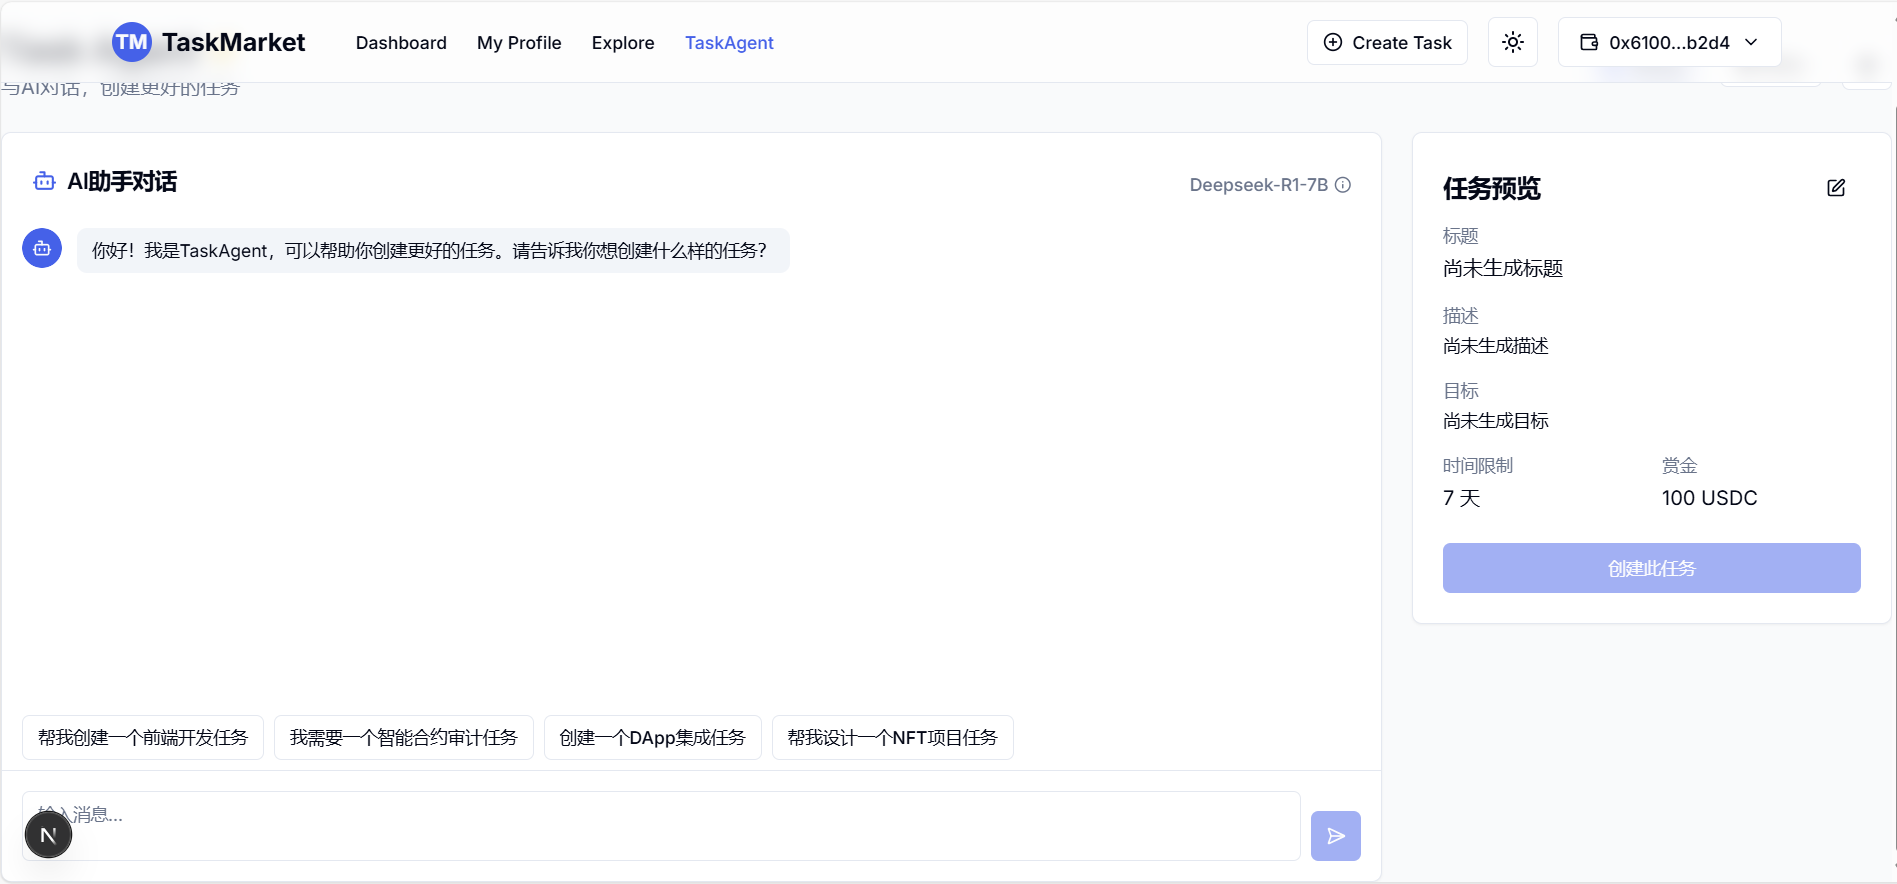 TM TaskMarket Dashboard My Profile Explore TaskAgent Create Task 0x6100...b2d4
与AI对话，创建更好的任务
AI助手对话
Deepseek-R1-7B
你好！我是TaskAgent，可以帮助你创建更好的任务。请告诉我你想创建什么样的任务？
帮我创建一个前端开发任务 我需要一个智能合约审计任务 创建一个DApp集成任务 帮我设计一个NFT项目任务
输入消息...
N
任务预览
标题
尚未生成标题
描述
尚未生成描述
目标
尚未生成目标
时间限制 赏金
7 天 100 USDC
创建此任务